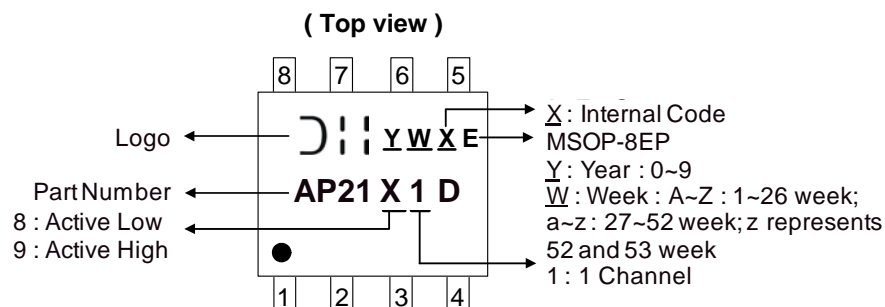 ( Top view )
8 7 6 5
Logo
Y W X E
X : Internal Code
MSOP-8EP
Y : Year : 0~9
W : Week : A~Z : 1~26 week;
a~z : 27~52 week; z represents
52 and 53 week
1 : 1 Channel
Part Number
AP21 X 1 D
8 : Active Low
9 : Active High
1 2 3 4